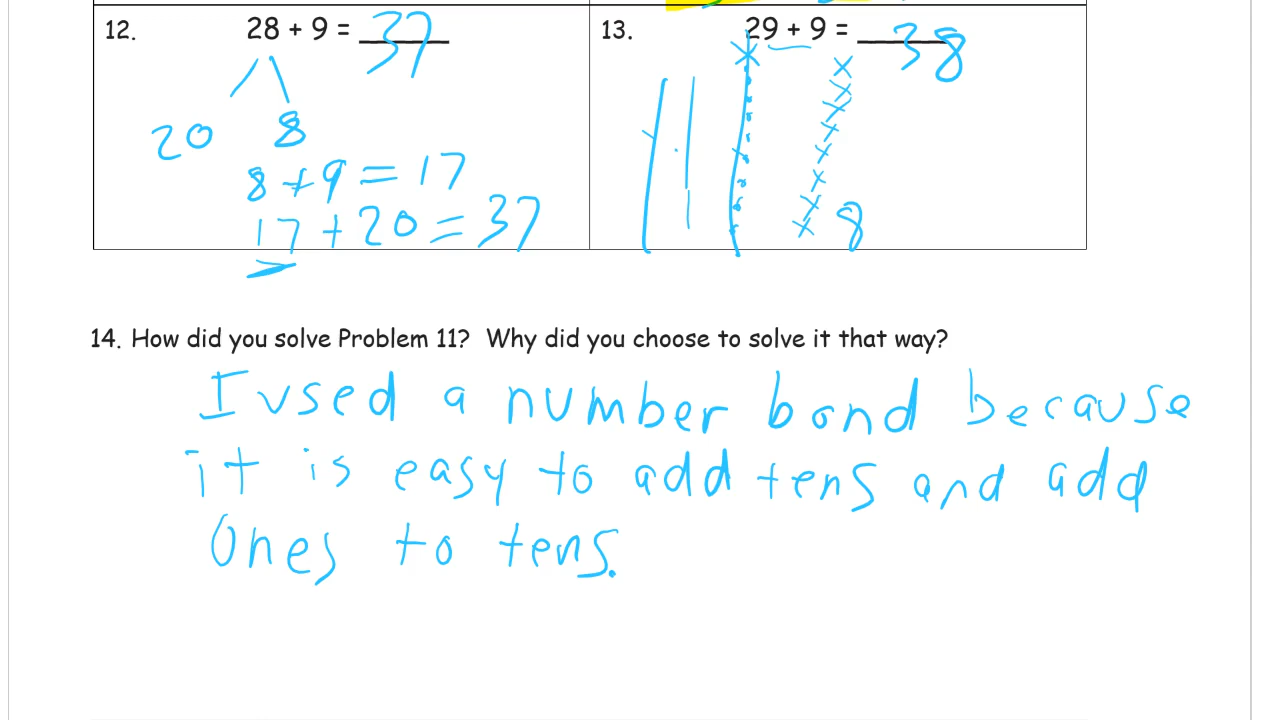 12. 28 + 9 = 37
20 8
8 + 9 = 17
17 + 20 = 37
13. 29 + 9 = 38
8
14. How did you solve Problem 11? Why did you choose to solve it that way?
I used a number bond because
it is easy to add tens and add
Ones to tens.